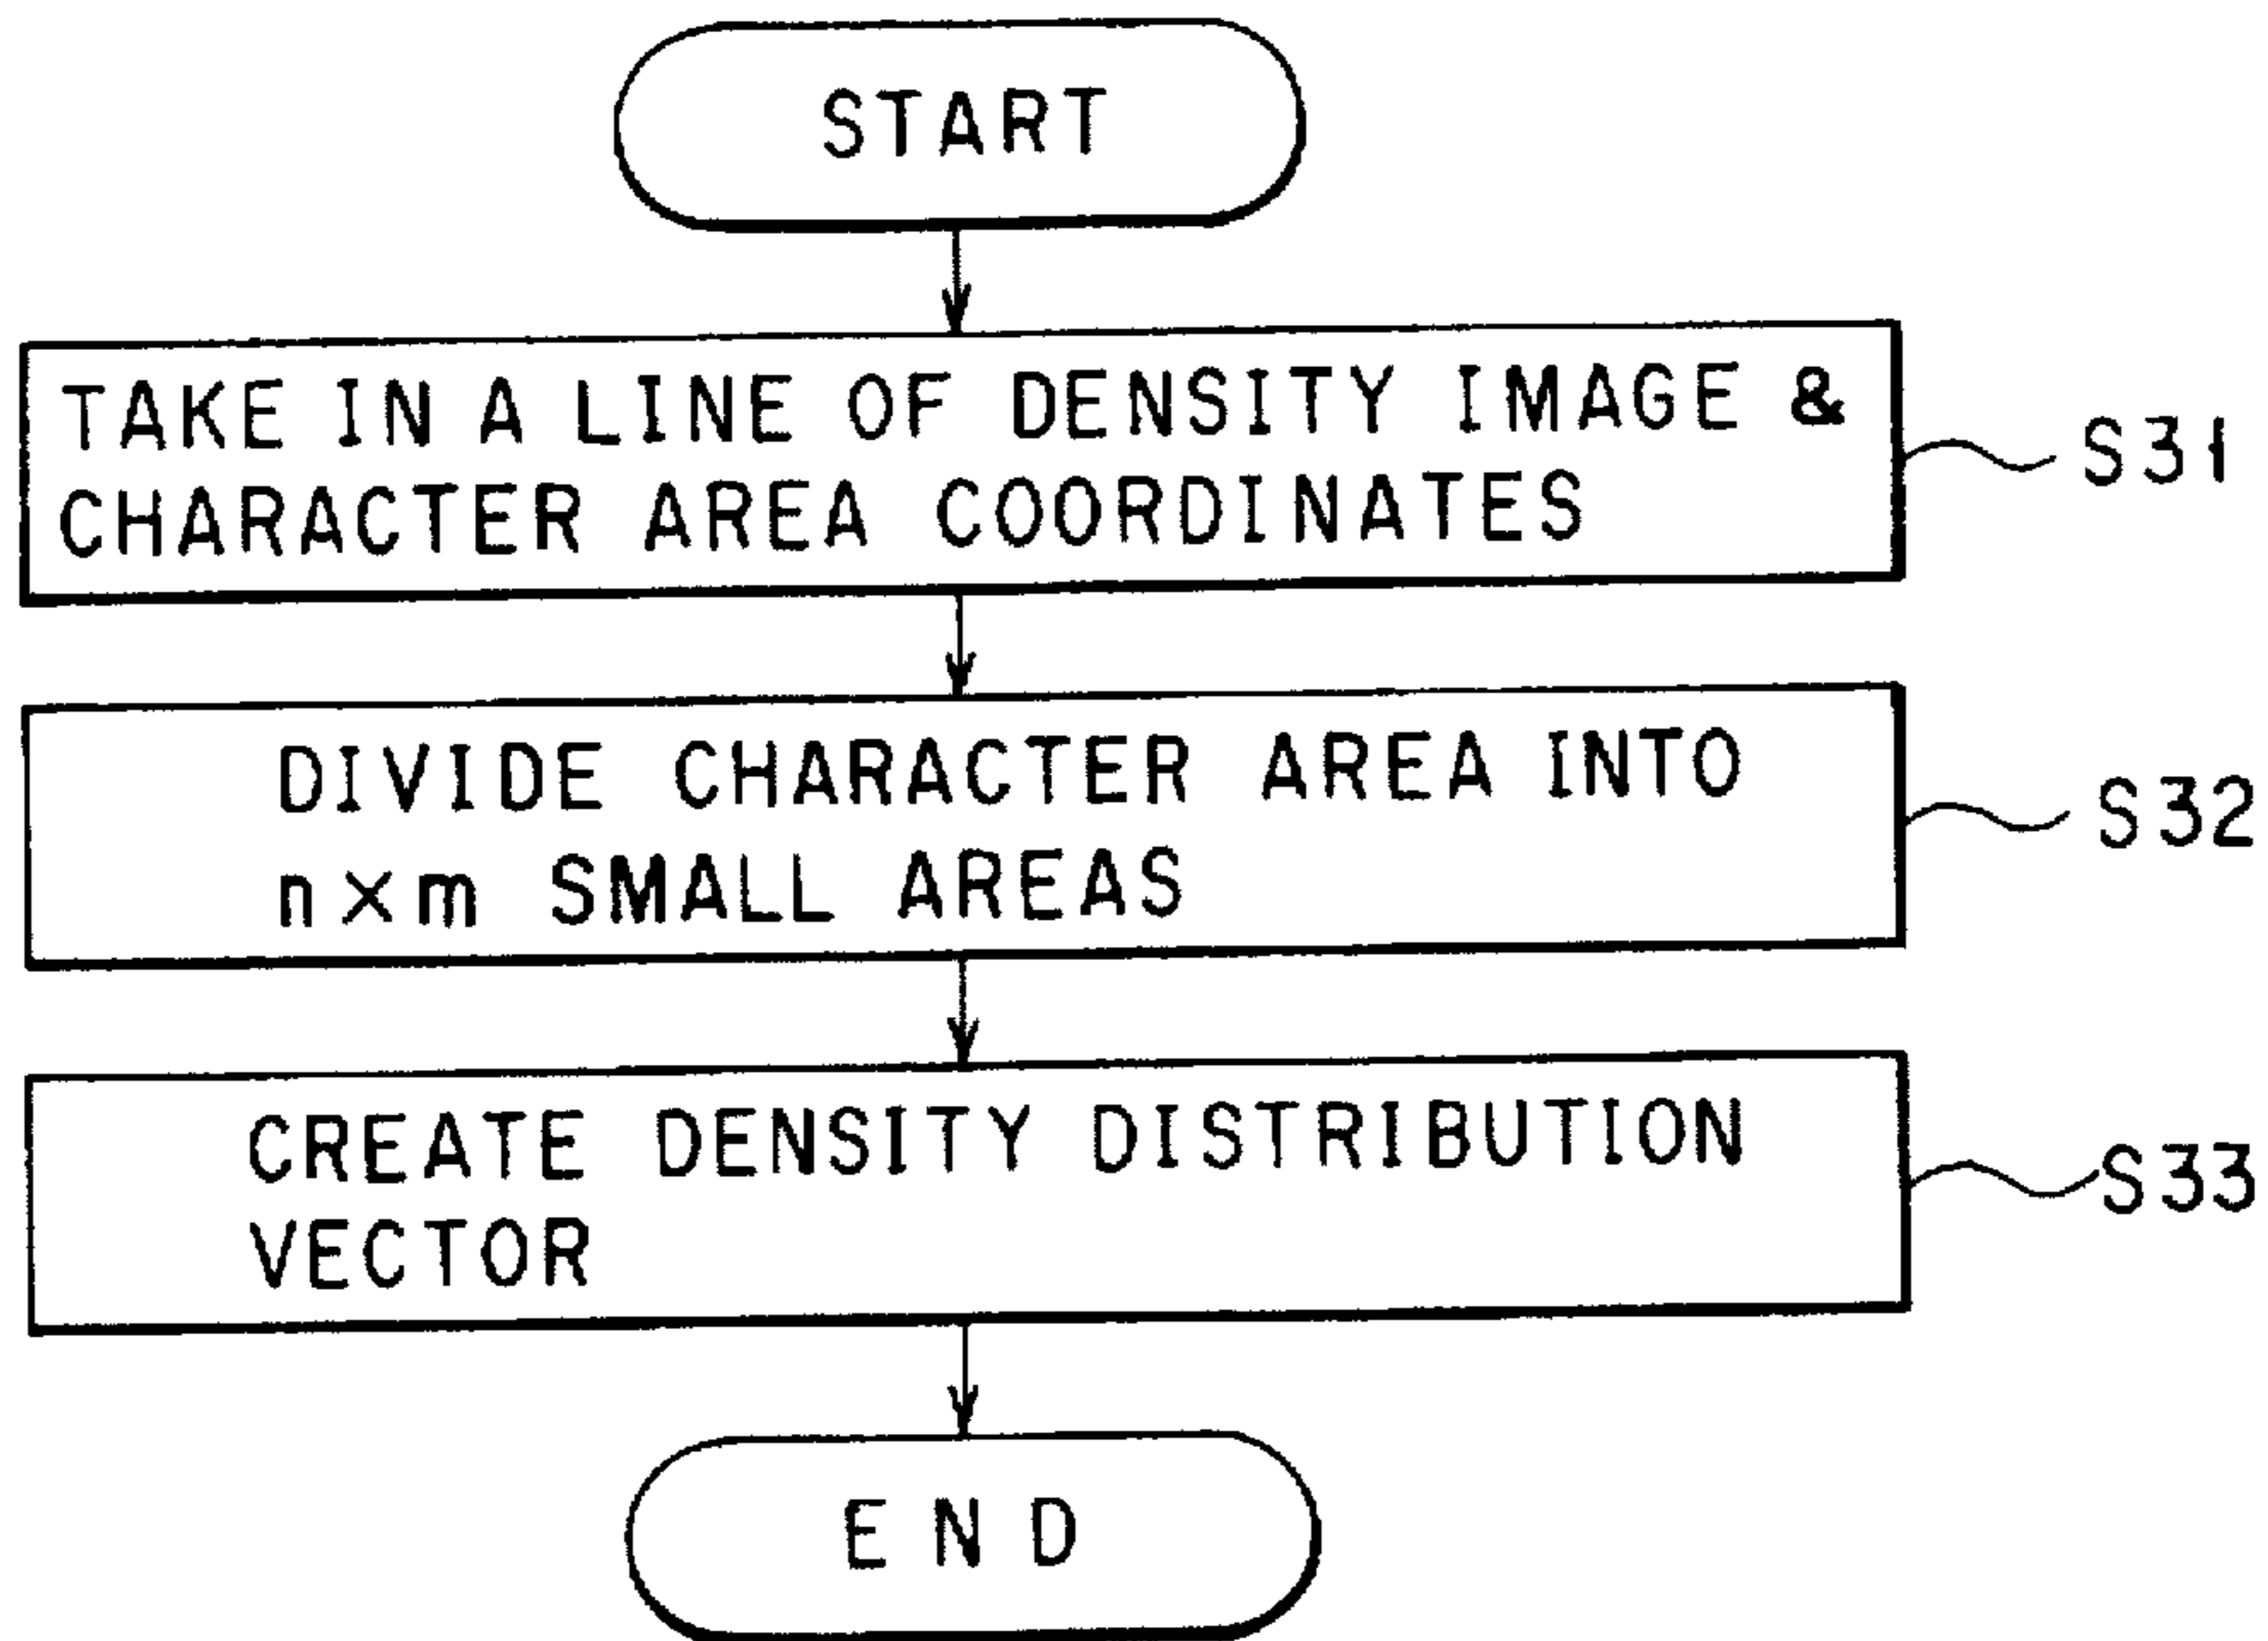 START
TAKE IN A LINE OF DENSITY IMAGE &
CHARACTER AREA COORDINATES
S31
DIVIDE CHARACTER AREA INTO
n×m SMALL AREAS
S32
CREATE DENSITY DISTRIBUTION
VECTOR
S33
END